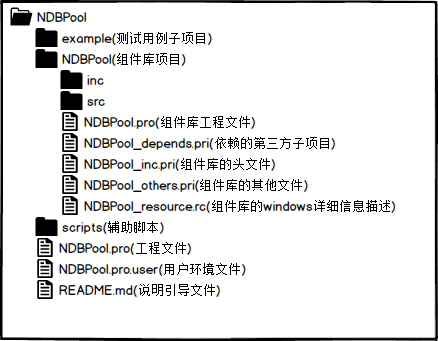 NDBPool
example(测试用例子项目)
NDBPool(组件库项目)
inc
src
NDBPool.pro(组件库工程文件)
NDBPool_depends.pri(依赖的第三方子项目)
NDBPool_inc.pri(组件库的头文件)
NDBPool_others.pri(组件库的其他文件)
NDBPool_resource.rc(组件库的windows详细信息描述)
scripts(辅助脚本)
NDBPool.pro(工程文件)
NDBPool.pro.user(用户环境文件)
README.md(说明引导文件)